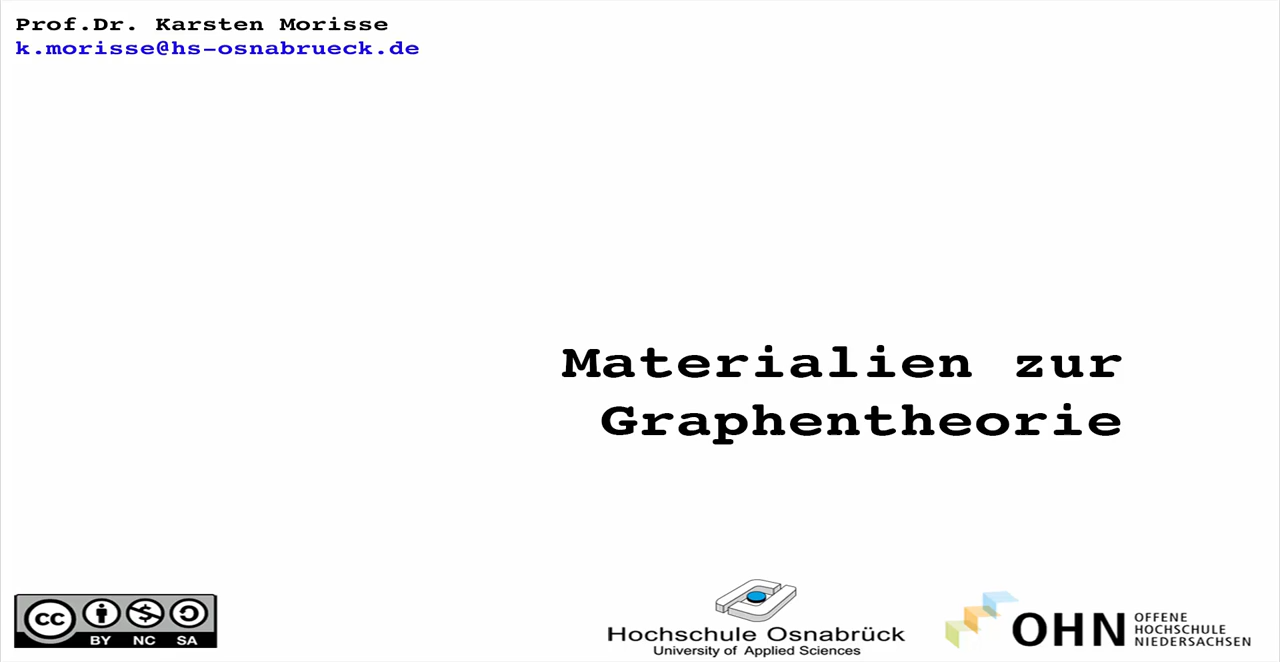 Prof.Dr. Karsten Morisse
k.morisse@hs-osnabrueck.de
Materialien zur
Graphentheorie
cc
BY NC SA
Hochschule Osnabrück
University of Applied Sciences
OHN
OFFENE
HOCHSCHULE
NIEDERSACHSEN